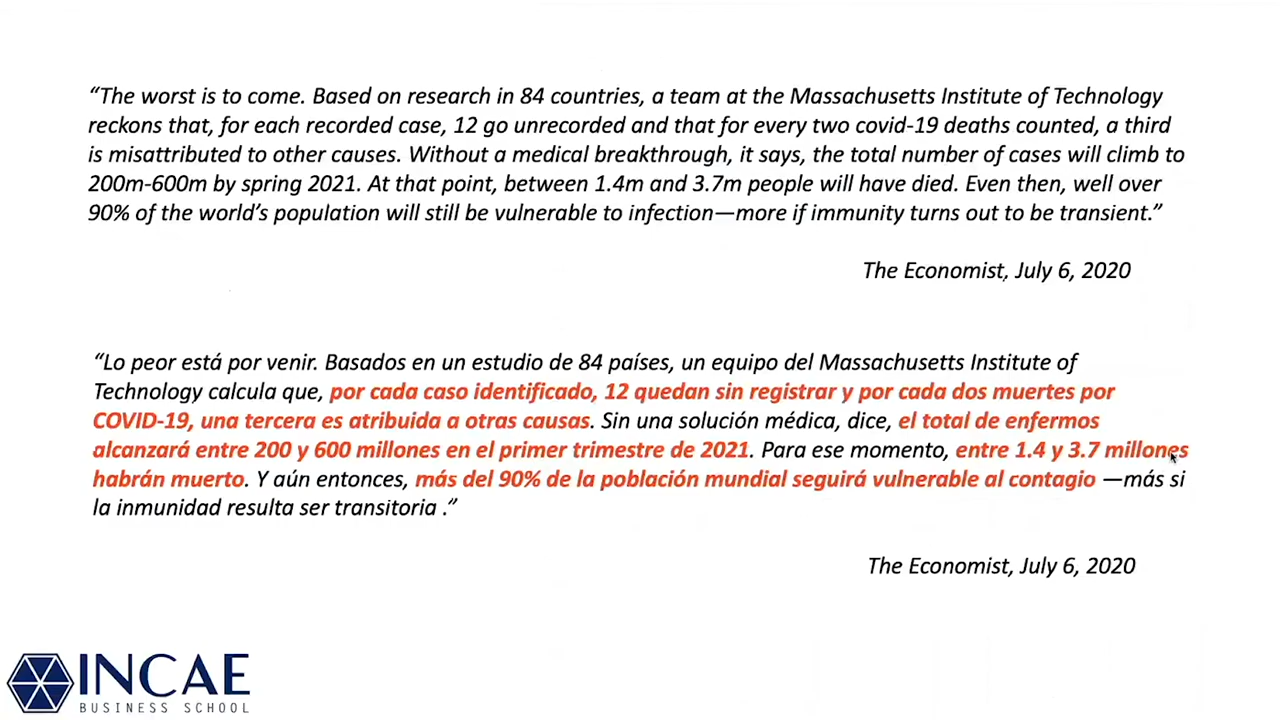 “The worst is to come. Based on research in 84 countries, a team at the Massachusetts Institute of Technology
reckons that, for each recorded case, 12 go unrecorded and that for every two covid-19 deaths counted, a third
is misattributed to other causes. Without a medical breakthrough, it says, the total number of cases will climb to
200m-600m by spring 2021. At that point, between 1.4m and 3.7m people will have died. Even then, well over
90% of the world’s population will still be vulnerable to infection—more if immunity turns out to be transient.”
The Economist, July 6, 2020
“Lo peor está por venir. Basados en un estudio de 84 países, un equipo del Massachusetts Institute of
Technology calcula que, por cada caso identificado, 12 quedan sin registrar y por cada dos muertes por
COVID-19, una tercera es atribuida a otras causas. Sin una solución médica, dice, el total de enfermos
alcanzará entre 200 y 600 millones en el primer trimestre de 2021. Para ese momento, entre 1.4 y 3.7 millones
habrán muerto. Y aún entonces, más del 90% de la población mundial seguirá vulnerable al contagio —más si
la inmunidad resulta ser transitoria .”
The Economist, July 6, 2020
INCAE
BUSINESS SCHOOL